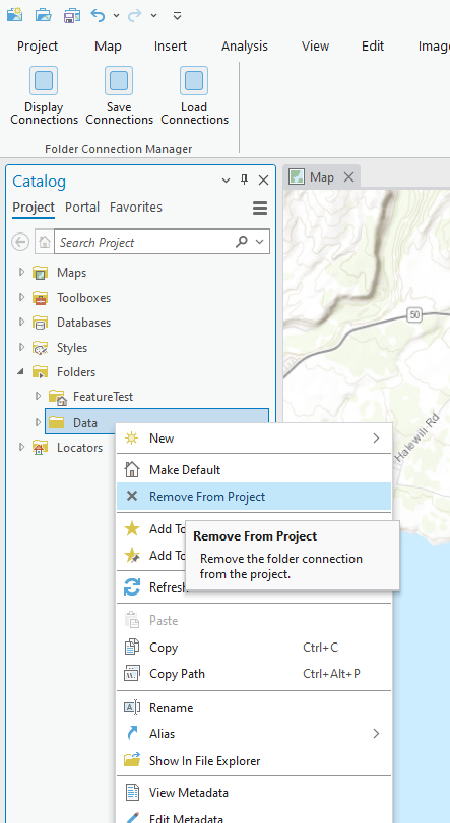 Project Map Insert Analysis View Edit Imag
Display Connections
Save Connections
Load Connections
Folder Connection Manager
Catalog
Map
Project Portal Favorites
Search Project
Maps
50
Toolboxes
Databases
Styles
Folders
FeatureTest
Data
Locators
Halewili Rd
New
Make Default
Remove From Project
Add To
Remove From Project
Remove the folder connection
from the project.
Add To
Refresh
Paste
Copy Ctrl+C
Copy Path Ctrl+Alt+P
Rename
Alias
Show In File Explorer
View Metadata
Edit Metadata